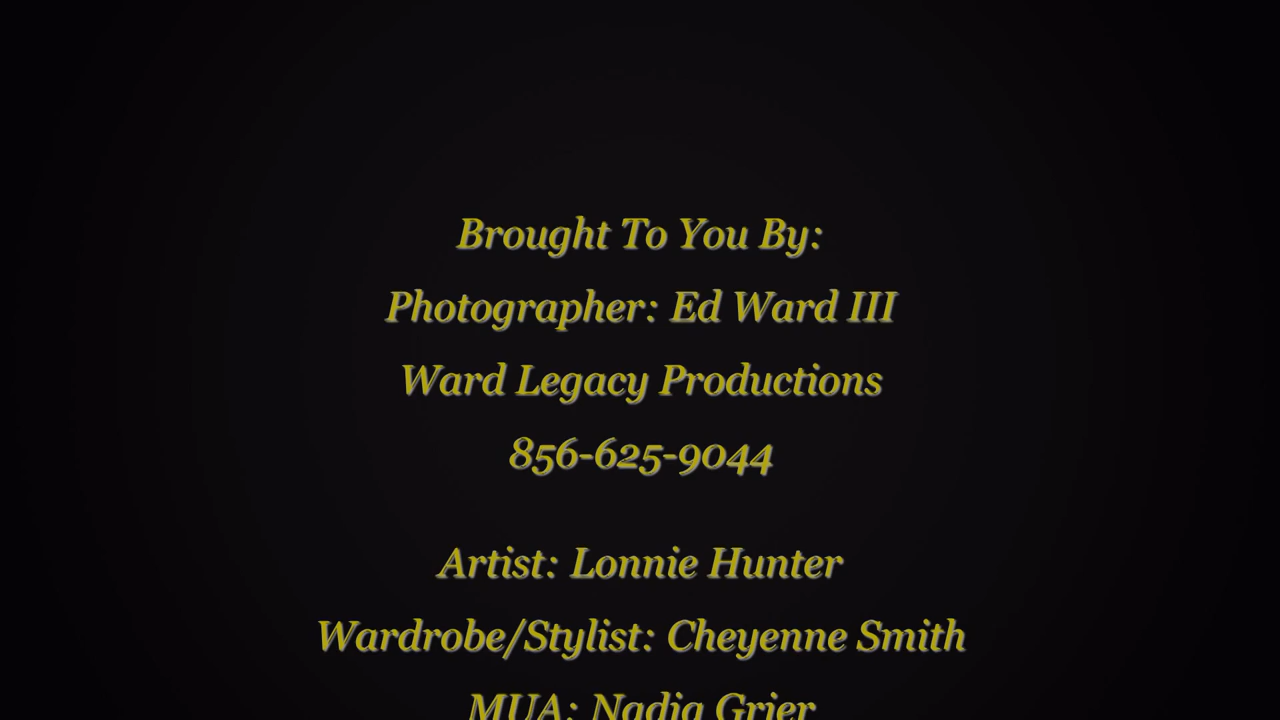 Brought To You By:
Photographer: Ed Ward III
Ward Legacy Productions
856-625-9044
Artist: Lonnie Hunter
Wardrobe/Stylist: Cheyenne Smith
MUA: Nadia Grier